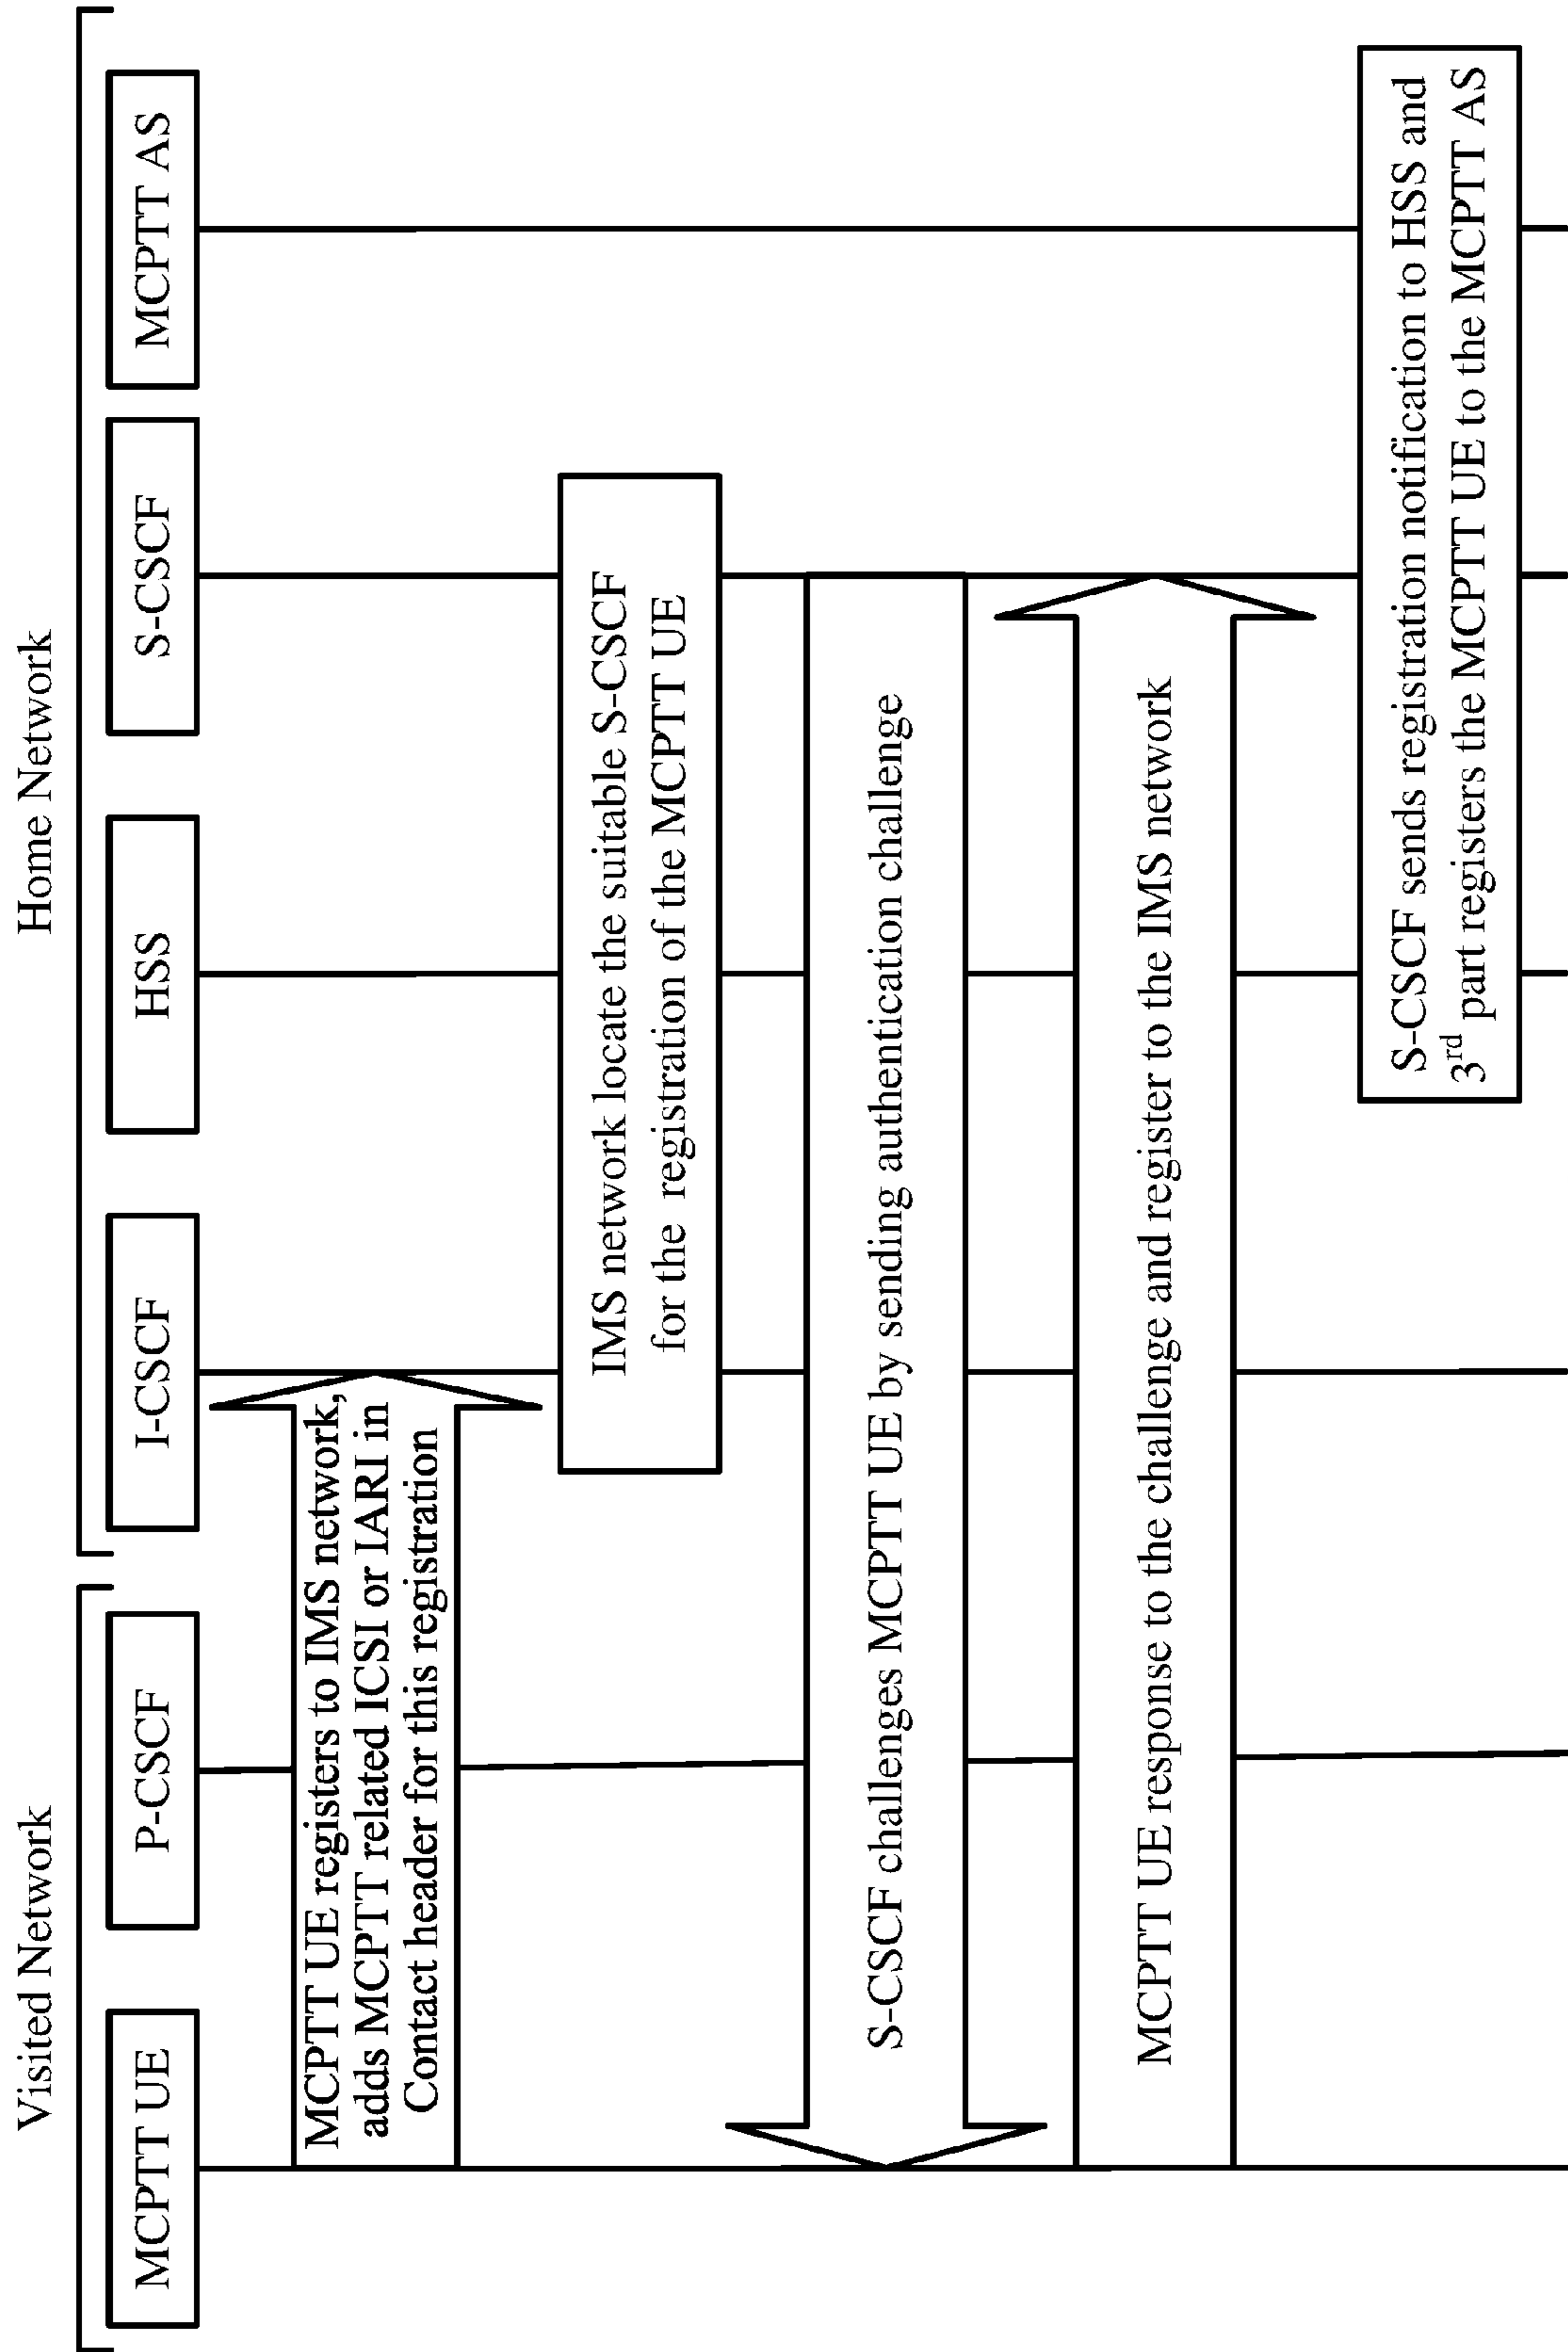 Visited Network
Home Network
MCPTT UE
P-CSCF
I-CSCF
HSS
S-CSCF
MCPTT AS
MCPTT UE registers to IMS network,
adds MCPTT related ICSI or IARI in
Contact header for this registration
IMS network locate the suitable S-CSCF
for the registration of the MCPTT UE
S-CSCF challenges MCPTT UE by sending authentication challenge
MCPTT UE response to the challenge and register to the IMS network
S-CSCF sends registration notification to HSS and
3rd part registers the MCPTT UE to the MCPTT AS